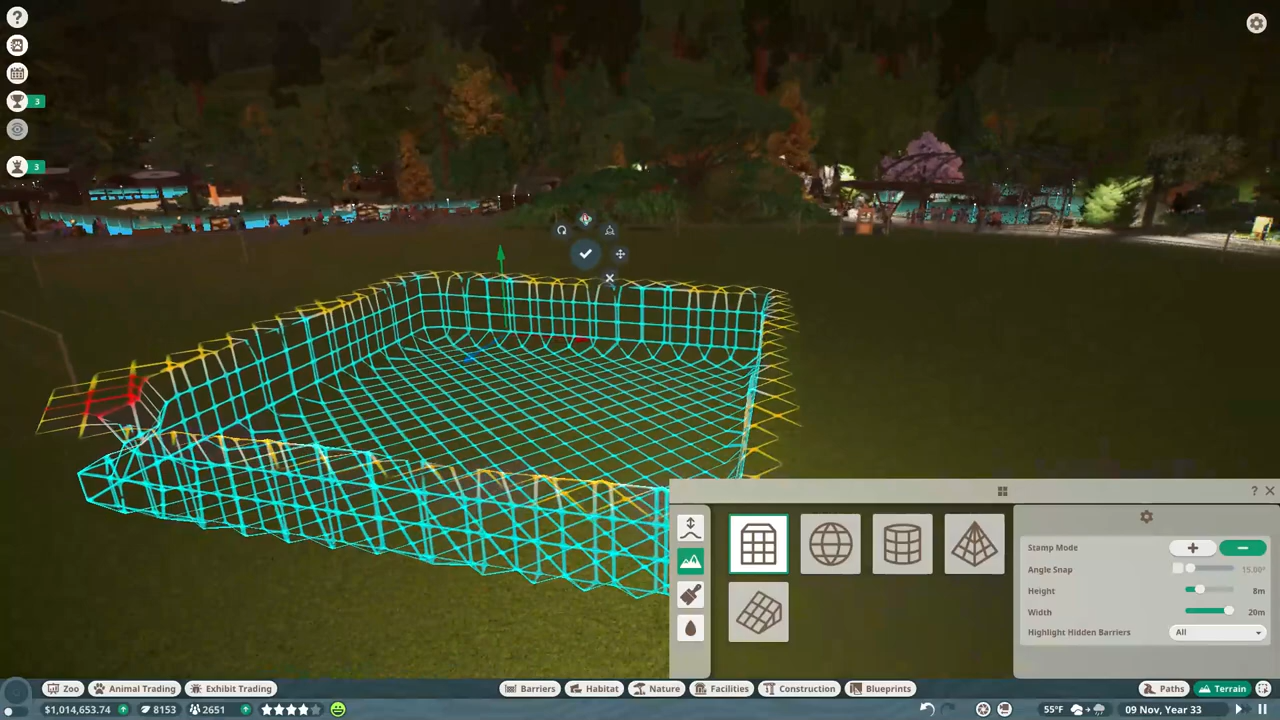 ?
3
3
? ×
Stamp Mode + −
Angle Snap 15.00°
Height 8m
Width 20m
Highlight Hidden Barriers All
Zoo Animal Trading Exhibit Trading Barriers Habitat Nature Facilities Construction Blueprints Paths Terrain
$1,014,653.74 8153 2651 55°F 09 Nov, Year 33